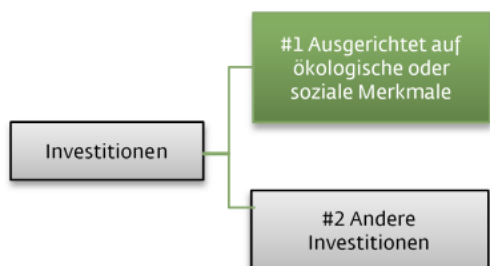 #1 Ausgerichtet auf
ökologische oder
soziale Merkmale
Investitionen
#2 Andere
Investitionen